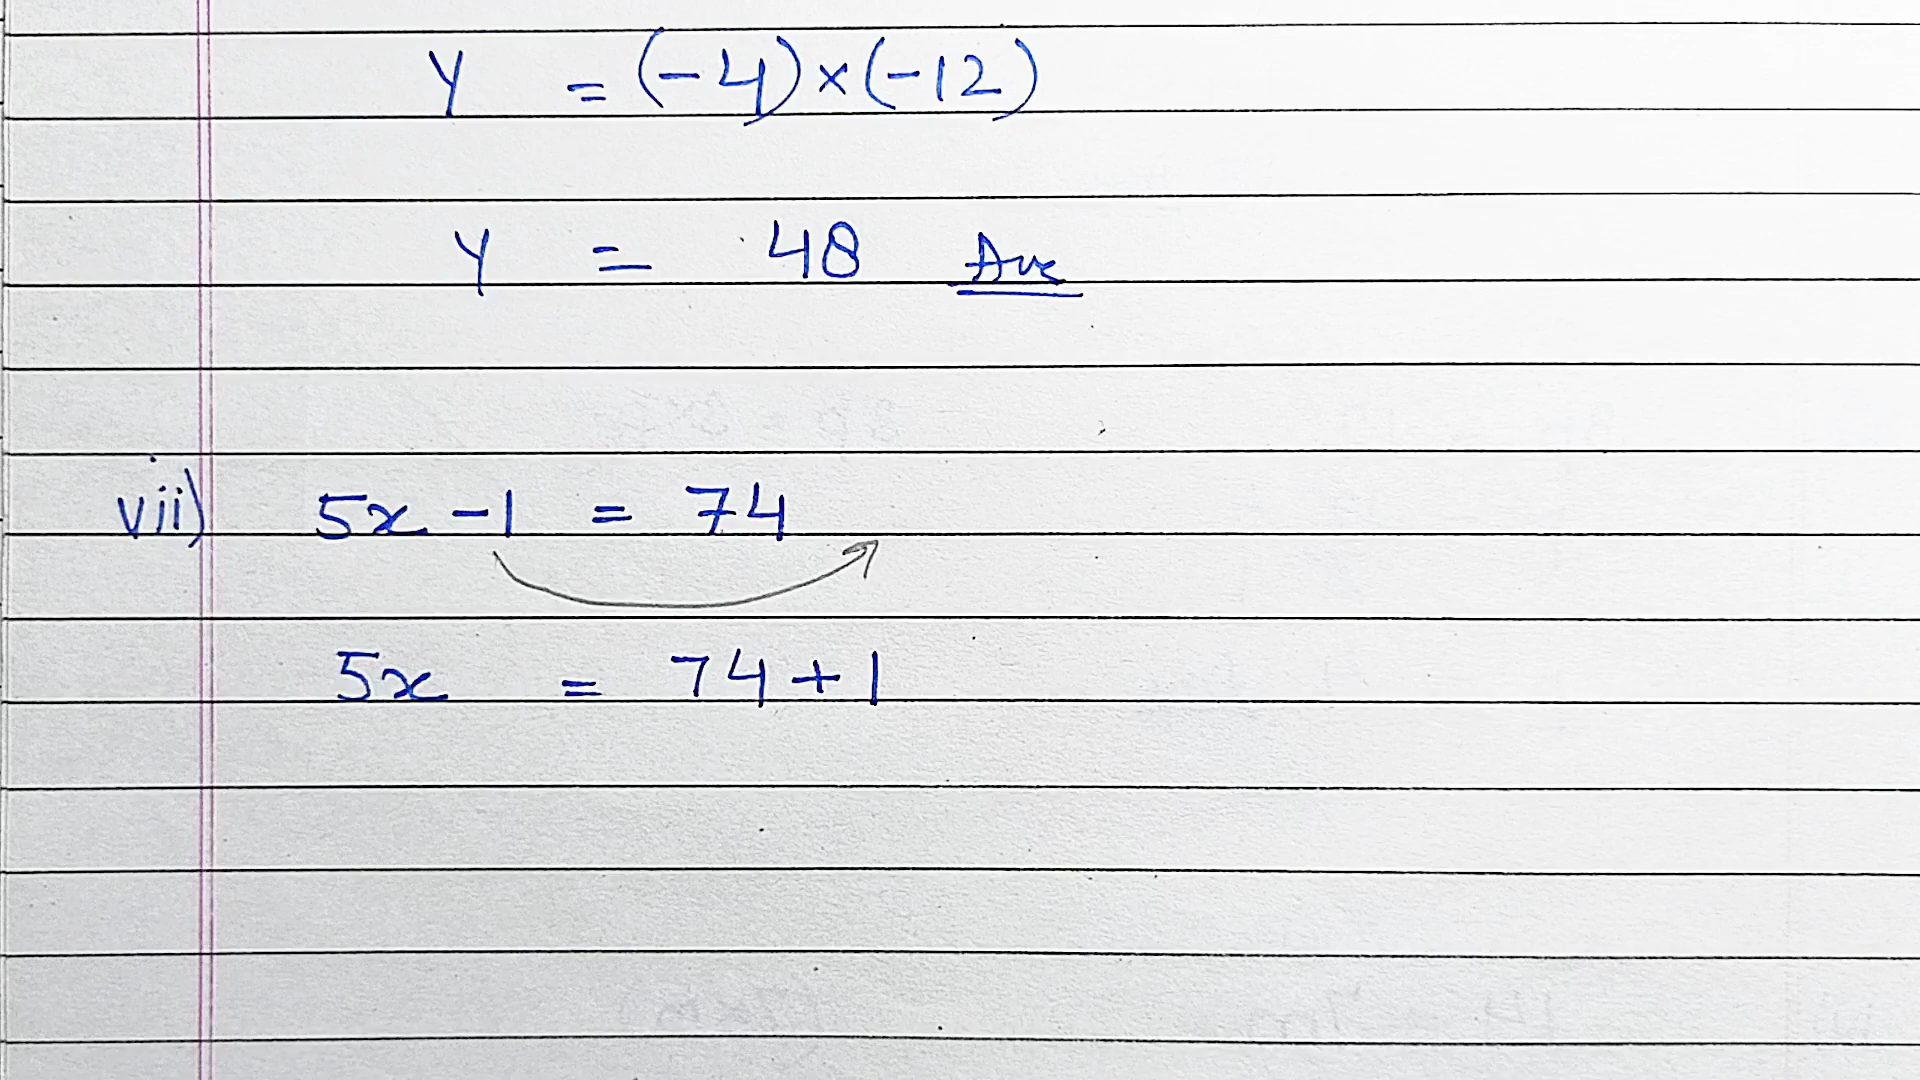 y = (-4)×(-12)
y = 48 Ans
vii) 5x - 1 = 74
5x = 74 + 1